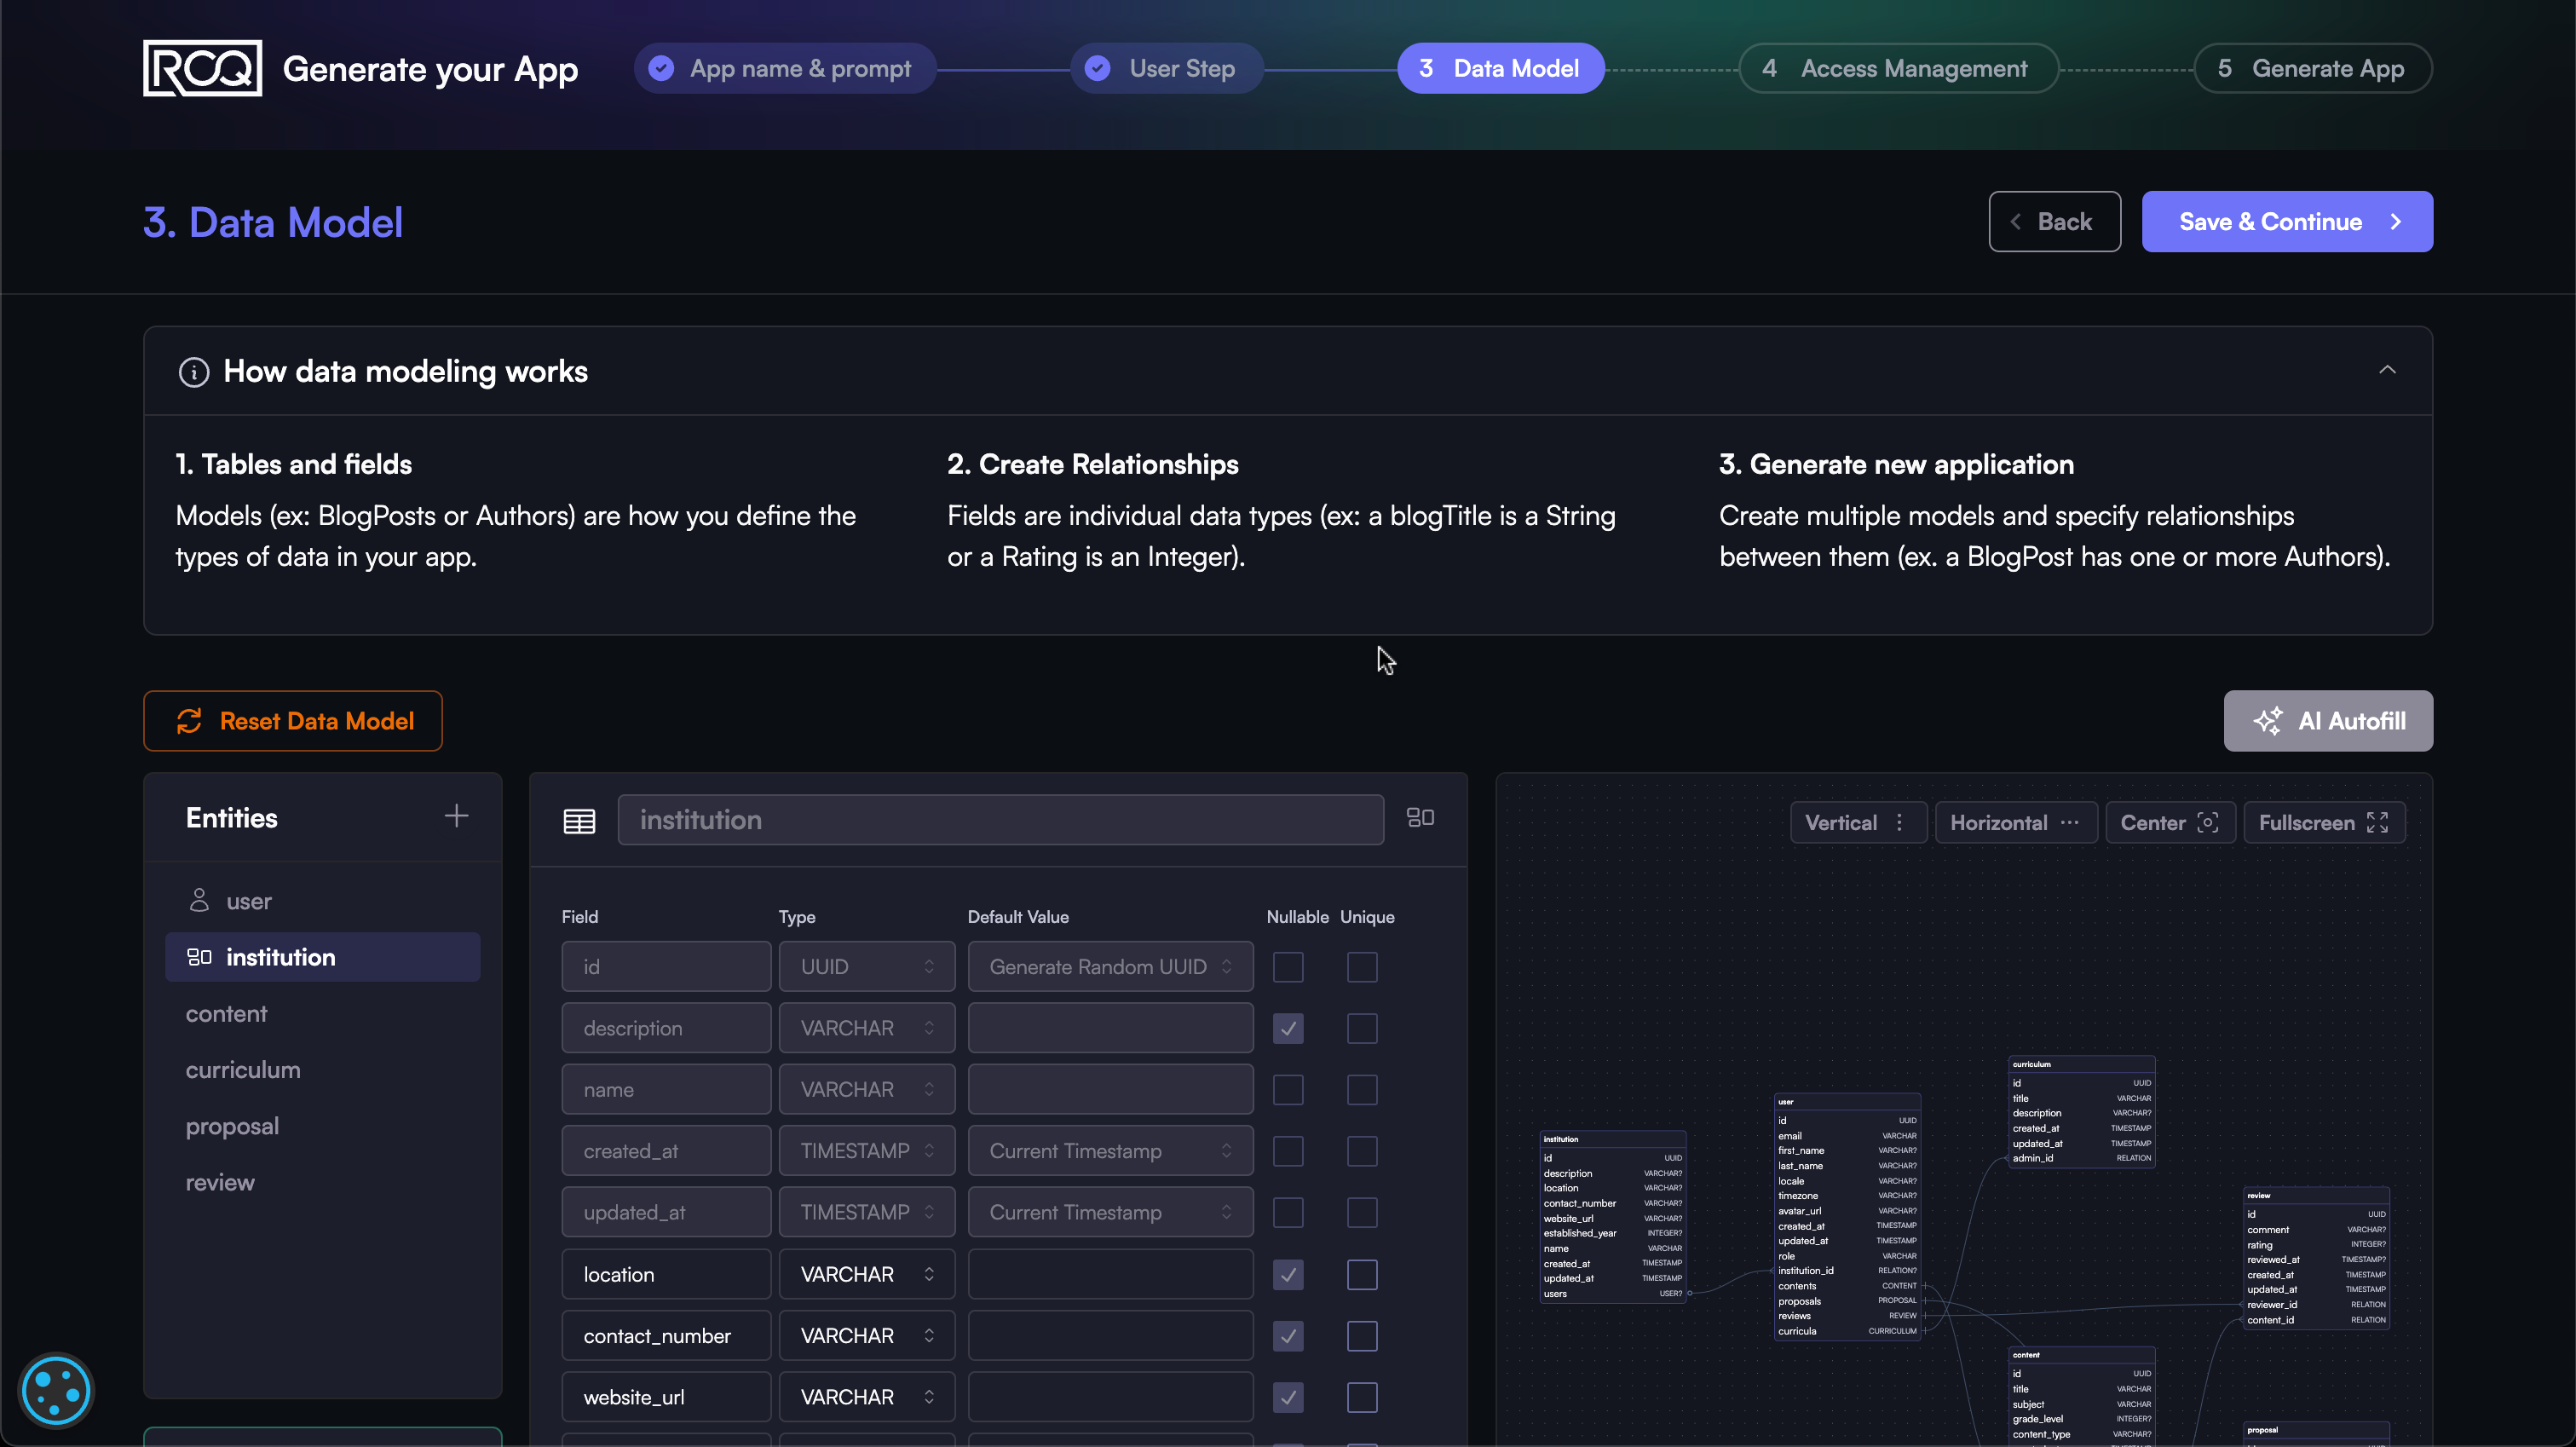 ROQ
Generate your App
App name & prompt
User Step
3 Data Model
4 Access Management
5 Generate App
3. Data Model
Back
Save & Continue
How data modeling works
1. Tables and fields
Models (ex: BlogPosts or Authors) are how you define the
types of data in your app.
2. Create Relationships
Fields are individual data types (ex: a blogTitle is a String
or a Rating is an Integer).
3. Generate new application
Create multiple models and specify relationships
between them (ex. a BlogPost has one or more Authors).
Reset Data Model
AI Autofill
Entities
user
institution
content
curriculum
proposal
review
institution
Field Type Default Value Nullable Unique
id UUID Generate Random UUID
description VARCHAR
name VARCHAR
created_at TIMESTAMP Current Timestamp
updated_at TIMESTAMP Current Timestamp
location VARCHAR
contact_number VARCHAR
website_url VARCHAR
Vertical
Horizontal
Center
Fullscreen
institution
id UUID
description VARCHAR?
location VARCHAR?
contact_number VARCHAR?
website_url VARCHAR?
established_year INTEGER?
name VARCHAR
created_at TIMESTAMP
updated_at TIMESTAMP
users USER?
user
id UUID
email VARCHAR
first_name VARCHAR?
last_name VARCHAR?
locale VARCHAR?
timezone VARCHAR?
avatar_url VARCHAR?
created_at TIMESTAMP
updated_at TIMESTAMP
role VARCHAR
institution_id RELATION?
contents CONTENT
proposals PROPOSAL
reviews REVIEW
curricula CURRICULUM
curriculum
id UUID
title VARCHAR
description VARCHAR?
created_at TIMESTAMP
updated_at TIMESTAMP
admin_id RELATION
review
id UUID
comment VARCHAR?
rating INTEGER?
reviewed_at TIMESTAMP?
created_at TIMESTAMP
updated_at TIMESTAMP
reviewer_id RELATION
content_id RELATION
content
id UUID
title VARCHAR
subject VARCHAR
grade_level INTEGER?
content_type VARCHAR?
proposal